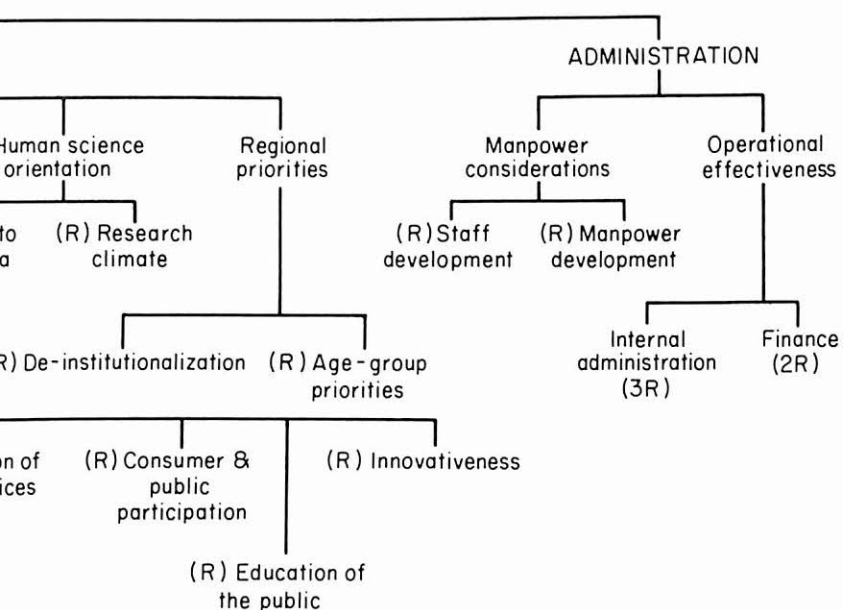 ADMINISTRATION
Human science
orientation
Regional
priorities
Manpower
considerations
Operational
effectiveness
to
a
(R) Research
climate
(R) Staff
development
(R) Manpower
development
(R) De-institutionalization
(R) Age-group
priorities
Internal
administration
(3R)
Finance
(2R)
on of
ices
(R) Consumer &
public
participation
(R) Innovativeness
(R) Education of
the public